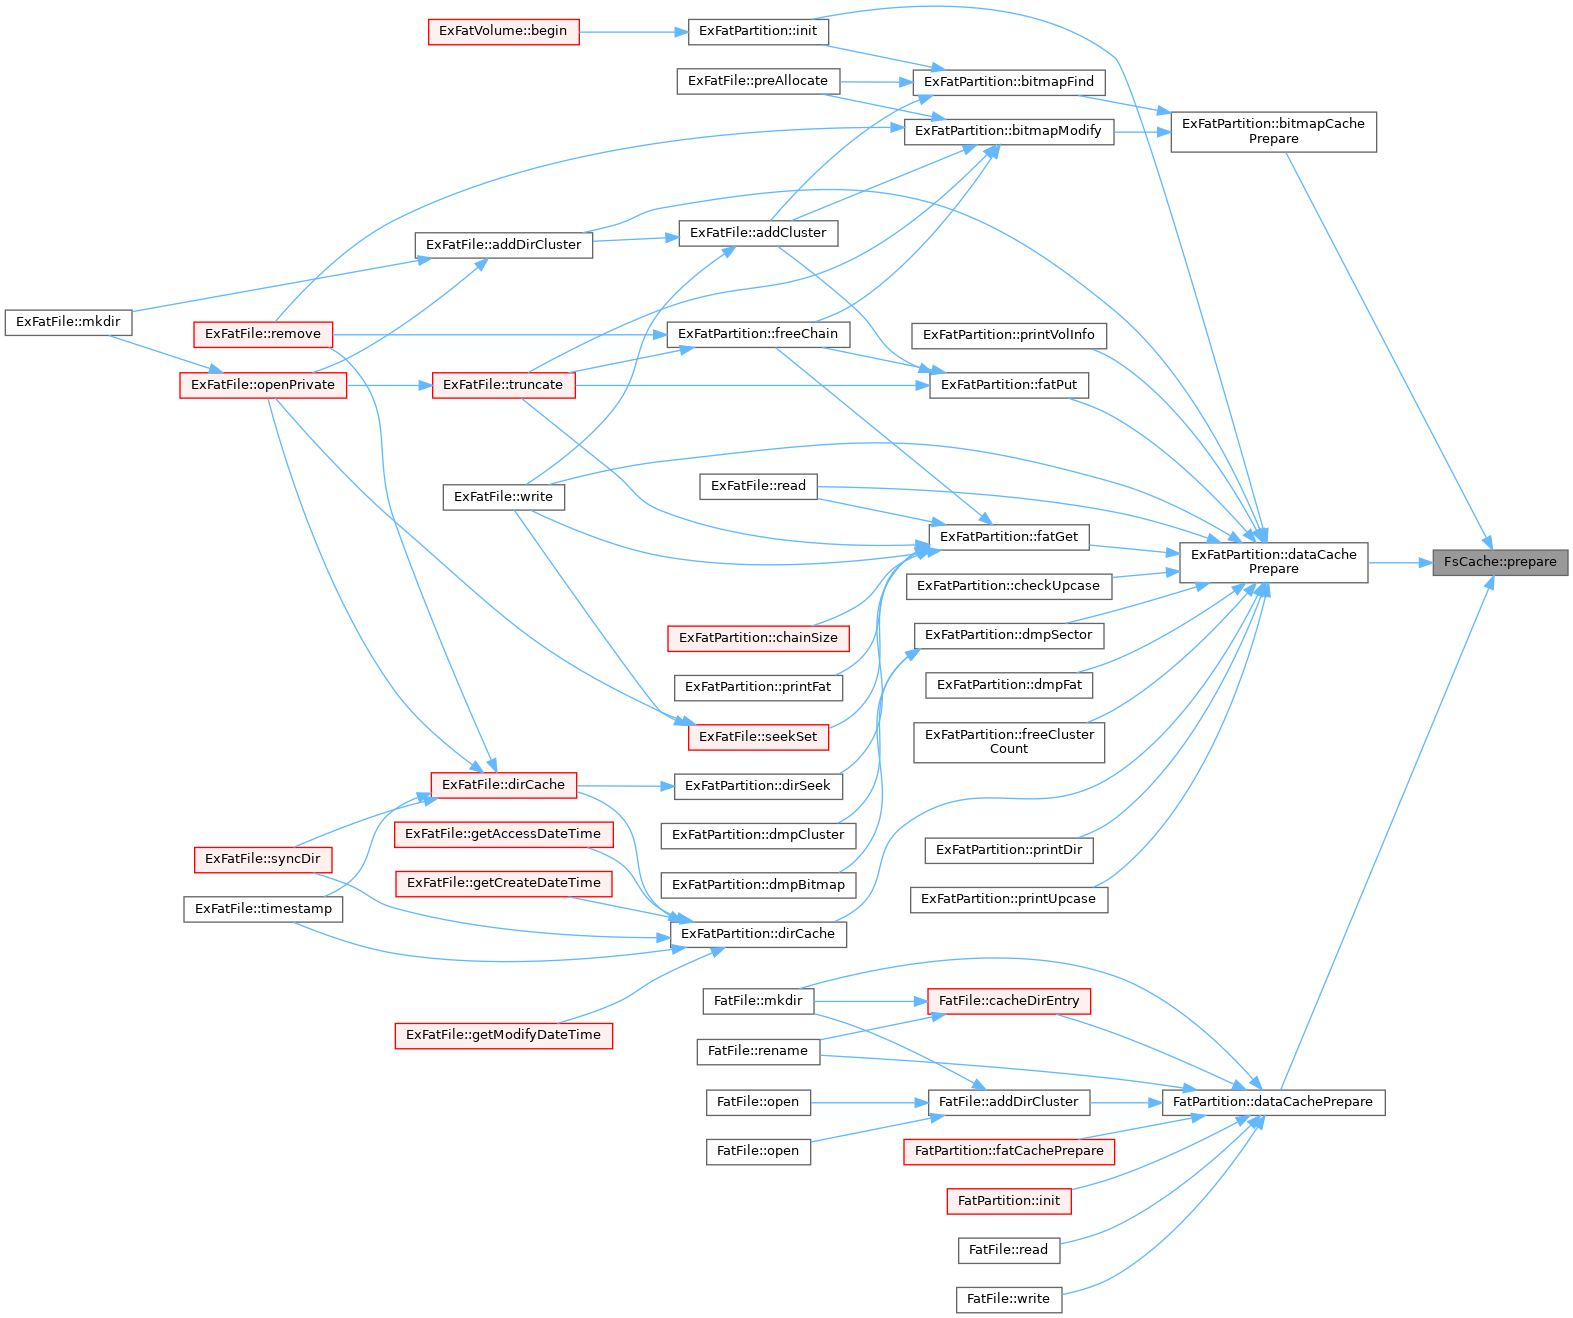 ExFatVolume::begin
ExFatPartition::init
ExFatFile::preAllocate
ExFatPartition::bitmapFind
ExFatPartition::bitmapModify
ExFatPartition::bitmapCache
Prepare
ExFatFile::addDirCluster
ExFatFile::addCluster
ExFatFile::mkdir
ExFatFile::remove
ExFatPartition::freeChain
ExFatPartition::printVolInfo
ExFatFile::openPrivate
ExFatFile::truncate
ExFatPartition::fatPut
ExFatFile::write
ExFatFile::read
ExFatPartition::fatGet
ExFatPartition::dataCache
Prepare
FsCache::prepare
ExFatPartition::checkUpcase
ExFatPartition::chainSize
ExFatPartition::dmpSector
ExFatPartition::printFat
ExFatPartition::dmpFat
ExFatFile::seekSet
ExFatPartition::freeCluster
Count
ExFatFile::dirCache
ExFatPartition::dirSeek
ExFatFile::getAccessDateTime
ExFatPartition::dmpCluster
ExFatFile::syncDir
ExFatPartition::printDir
ExFatFile::getCreateDateTime
ExFatPartition::dmpBitmap
ExFatFile::timestamp
ExFatPartition::printUpcase
ExFatPartition::dirCache
FatFile::mkdir
FatFile::cacheDirEntry
ExFatFile::getModifyDateTime
FatFile::rename
FatFile::open
FatFile::addDirCluster
FatPartition::dataCachePrepare
FatFile::open
FatPartition::fatCachePrepare
FatPartition::init
FatFile::read
FatFile::write